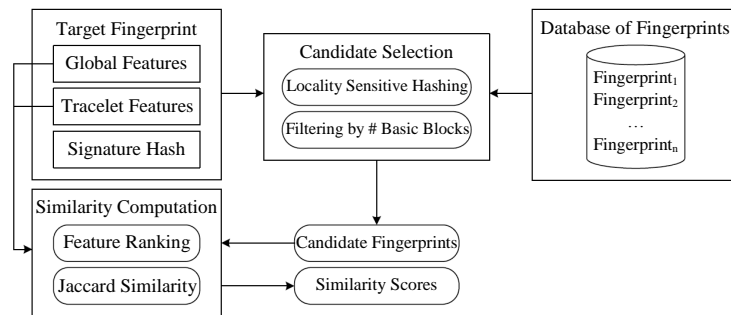 Target Fingerprint
Global Features
Tracelet Features
Signature Hash
Candidate Selection
Locality Sensitive Hashing
Filtering by # Basic Blocks
Database of Fingerprints
Fingerprint₁
Fingerprint₂
…
Fingerprintₙ
Similarity Computation
Feature Ranking
Jaccard Similarity
Candidate Fingerprints
Similarity Scores